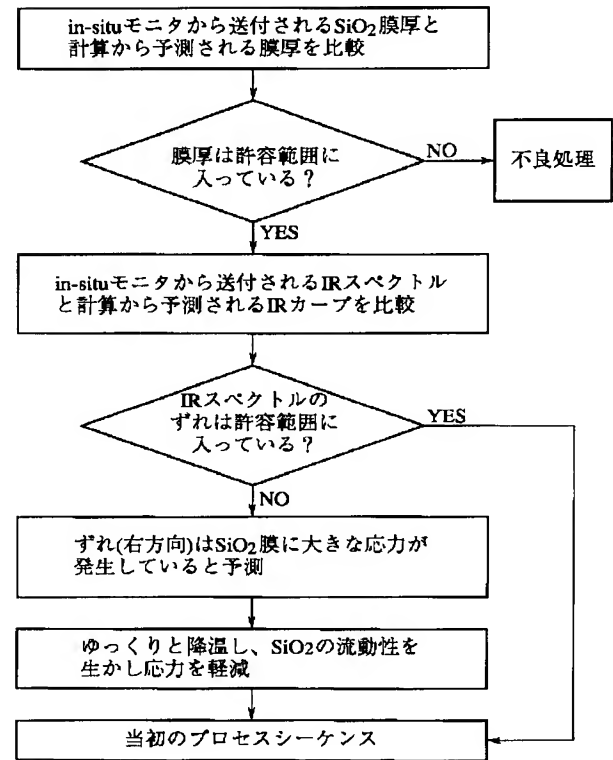 in-situモニタから送付されるSiO2膜厚と
計算から予測される膜厚を比較
膜厚は許容範囲に
入っている？
NO
不良処理
YES
in-situモニタから送付されるIRスペクトル
と計算から予測されるIRカーブを比較
IRスペクトルの
ずれは許容範囲に
入っている？
YES
NO
ずれ(右方向)はSiO2膜に大きな応力が
発生していると予測
ゆっくりと降温し、SiO2の流動性を
生かし応力を軽減
当初のプロセスシーケンス